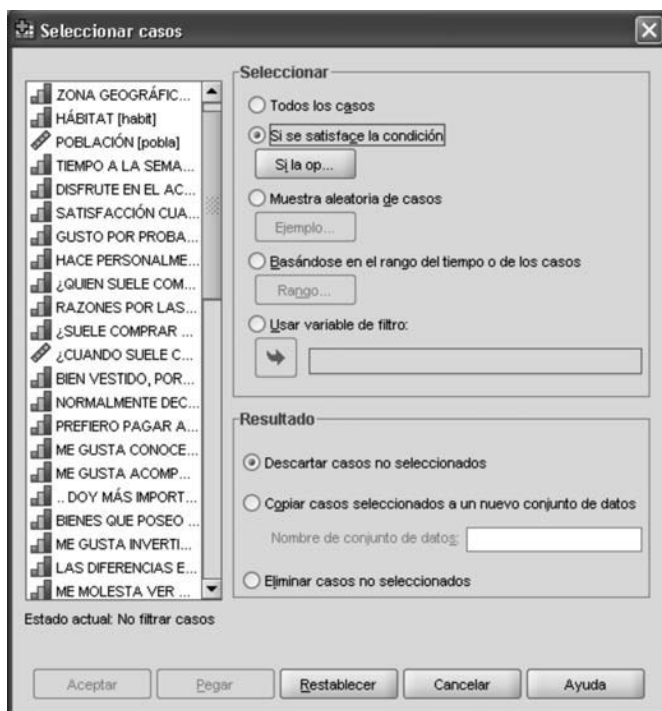 Seleccionar casos
ZONA GEOGRÁFIC...
HÁBITAT [habit]
POBLACIÓN [pobla]
TIEMPO A LA SEMA...
DISFRUTE EN EL AC...
SATISFACCIÓN CUA...
GUSTO POR PROBA...
HACE PERSONALME...
¿QUIEN SUELE COM...
RAZONES POR LAS...
¿SUELE COMPRAR ...
¿CUANDO SUELE C...
BIEN VESTIDO, POR...
NORMALMENTE DEC...
PREFIERO PAGAR A...
ME GUSTA CONOCE...
ME GUSTA ACOMP...
.. DOY MÁS IMPORT...
BIENES QUE POSEO ...
ME GUSTA INVERTI...
LAS DIFERENCIAS E...
ME MOLESTA VER ...
Estado actual: No filtrar casos
Seleccionar
Todos los casos
Si se satisface la condición
Si la op...
Muestra aleatoria de casos
Ejemplo...
Basándose en el rango del tiempo o de los casos
Rango...
Usar variable de filtro:
Resultado
Descartar casos no seleccionados
Copiar casos seleccionados a un nuevo conjunto de datos
Nombre de conjunto de datos:
Eliminar casos no seleccionados
Aceptar
Pegar
Restablecer
Cancelar
Ayuda